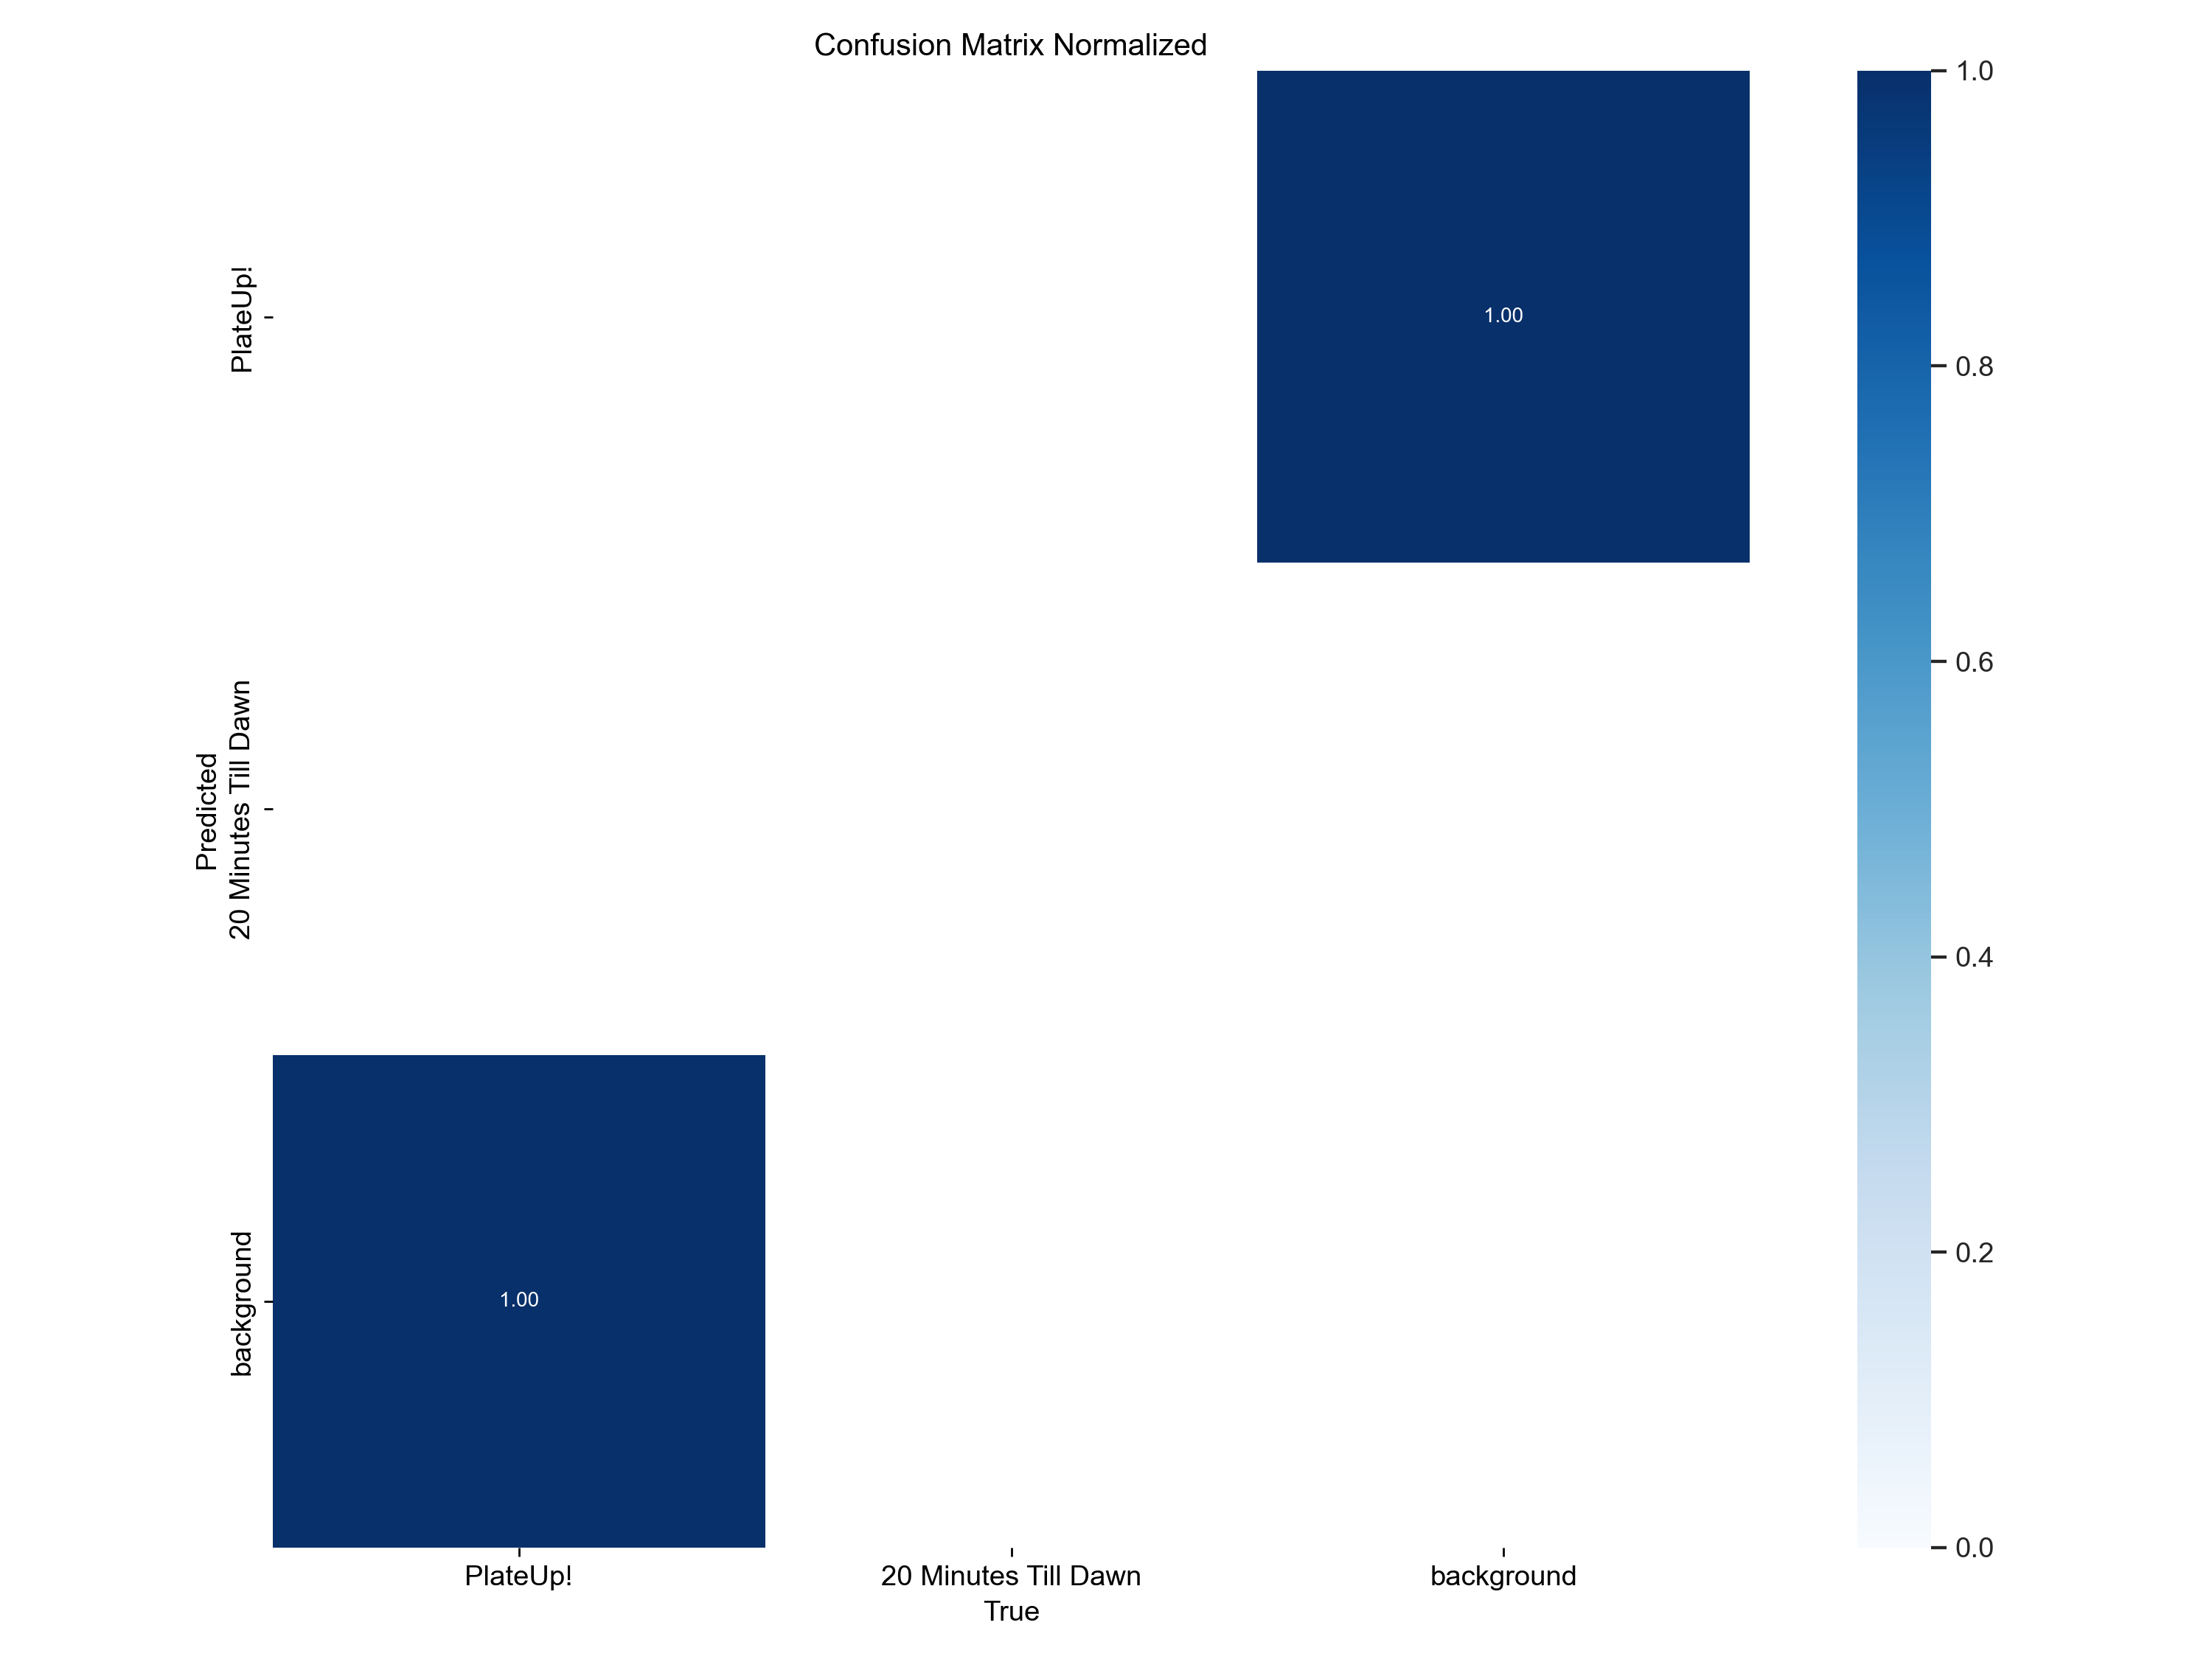 Confusion Matrix Normalized
PlateUp!
20 Minutes Till Dawn
background
Predicted
1.00
1.00
PlateUp!
20 Minutes Till Dawn
background
True
1.0
0.8
0.6
0.4
0.2
0.0